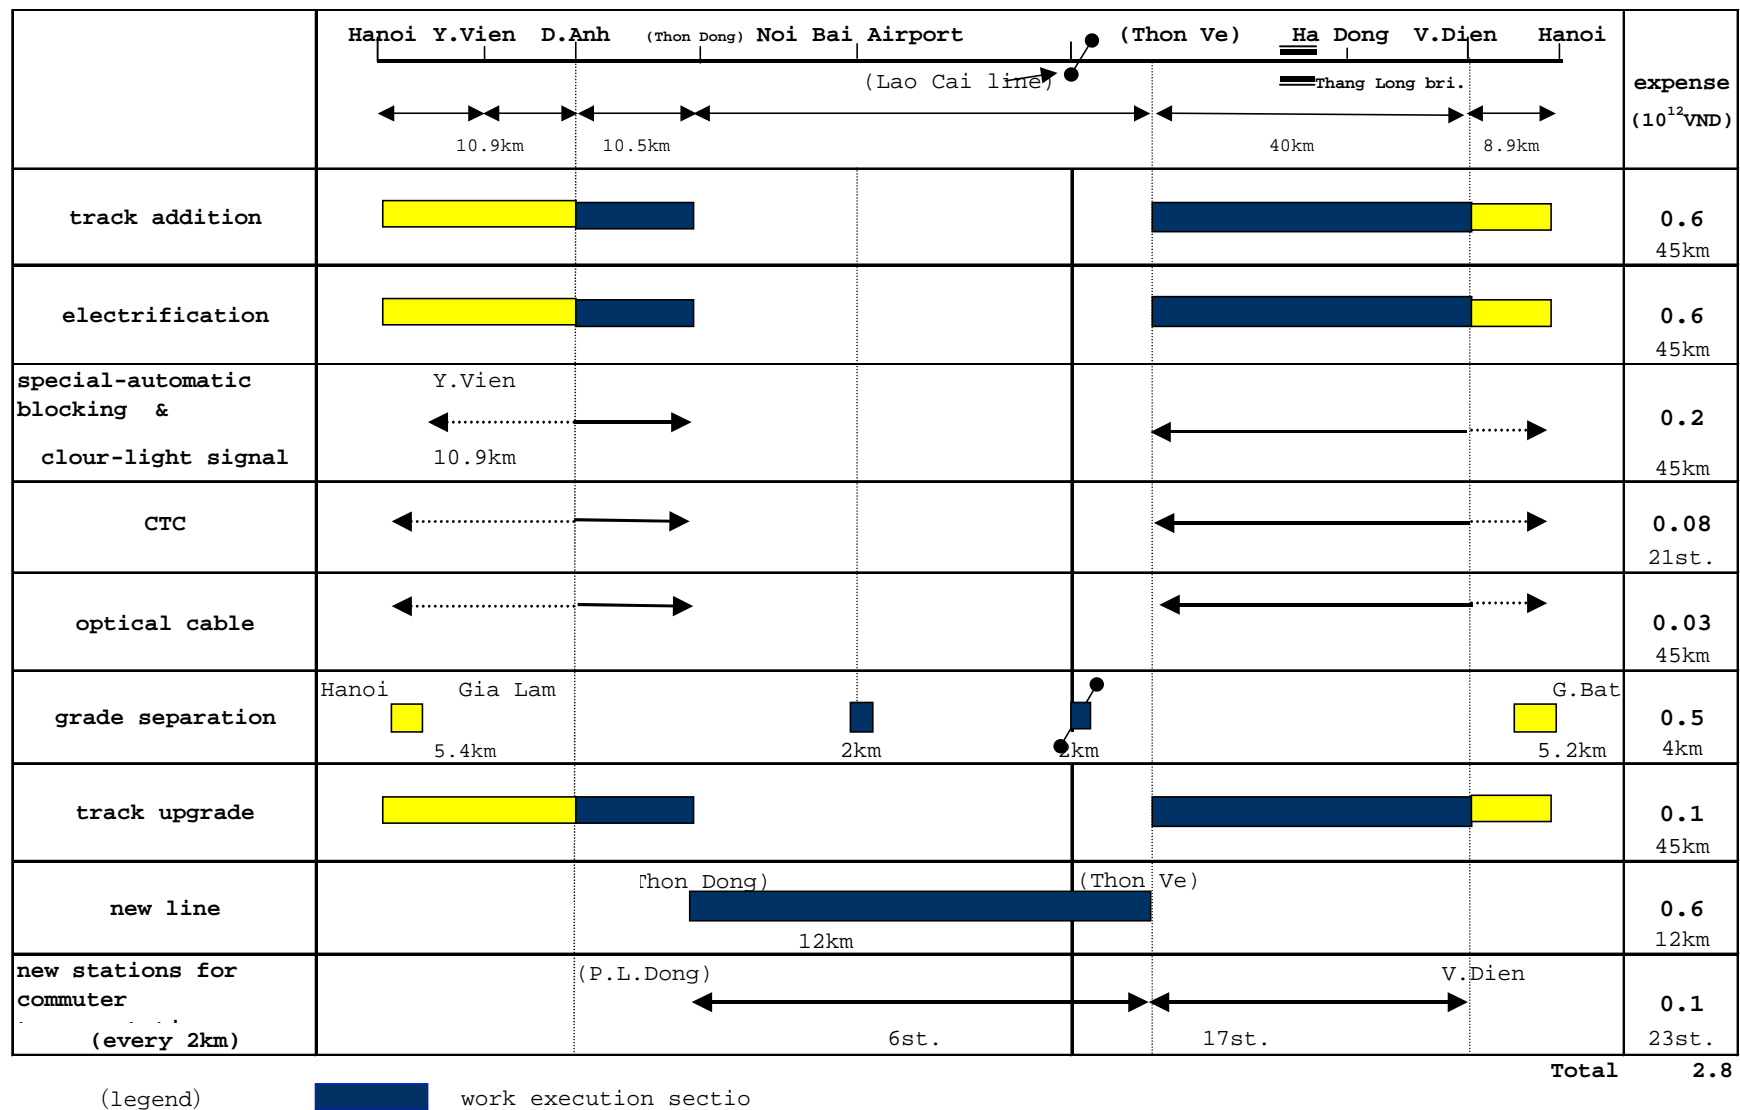 Hanoi Y.Vien D.Anh (Thon Dong) Noi Bai Airport (Thon Ve) Ha Dong V.Dien Hanoi
(Lao Cai line) Thang Long bri.
expense
(10¹²VND)
10.9km 10.5km 40km 8.9km
track addition
0.6
45km
electrification
0.6
45km
special-automatic
blocking &
clour-light signal
Y.Vien
10.9km
0.2
45km
CTC
0.08
21st.
optical cable
0.03
45km
grade separation
Hanoi Gia Lam G.Bat
5.4km 2km 2km 5.2km
0.5
4km
track upgrade
0.1
45km
new line
Thon Dong) (Thon Ve)
12km
0.6
12km
new stations for
commuter
(every 2km)
(P.L.Dong) V.Dien
6st. 17st.
0.1
23st.
Total 2.8
(legend) work execution sectio